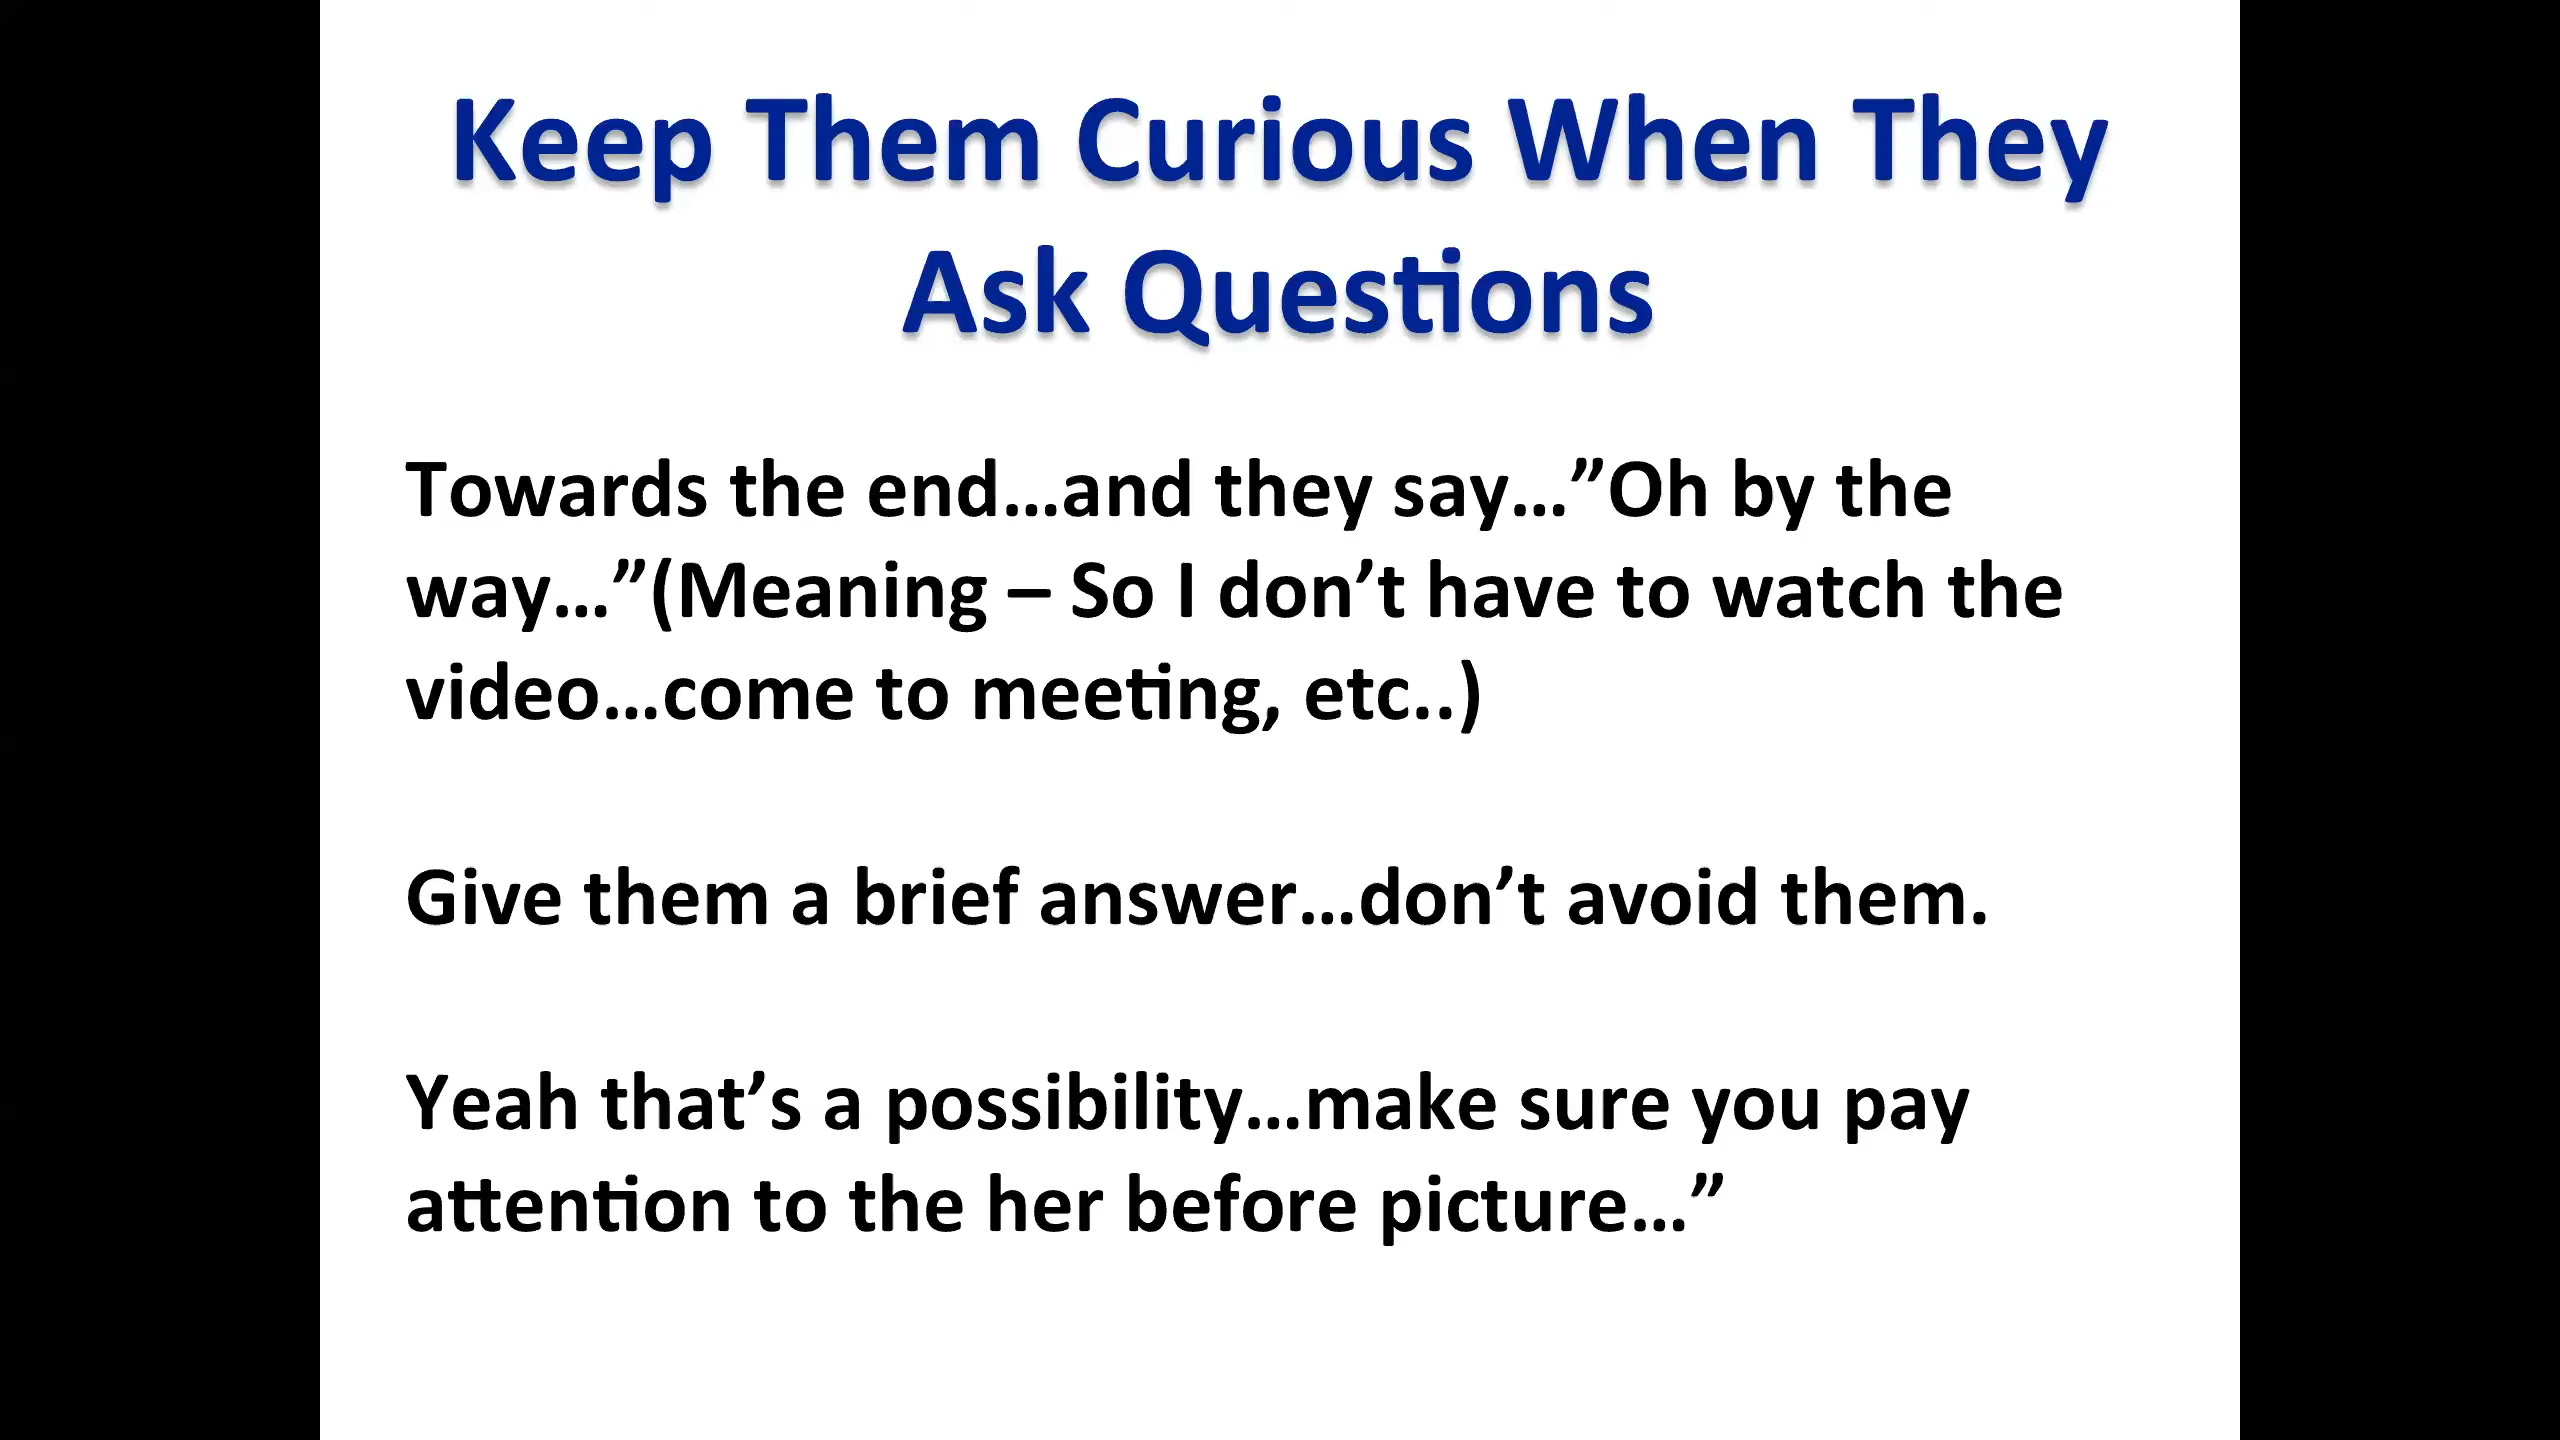 Keep Them Curious When They
Ask Questions
Towards the end…and they say…”Oh by the
way…”(Meaning – So I don’t have to watch the
video…come to meeting, etc..)
Give them a brief answer…don’t avoid them.
Yeah that’s a possibility…make sure you pay
attention to the her before picture…”